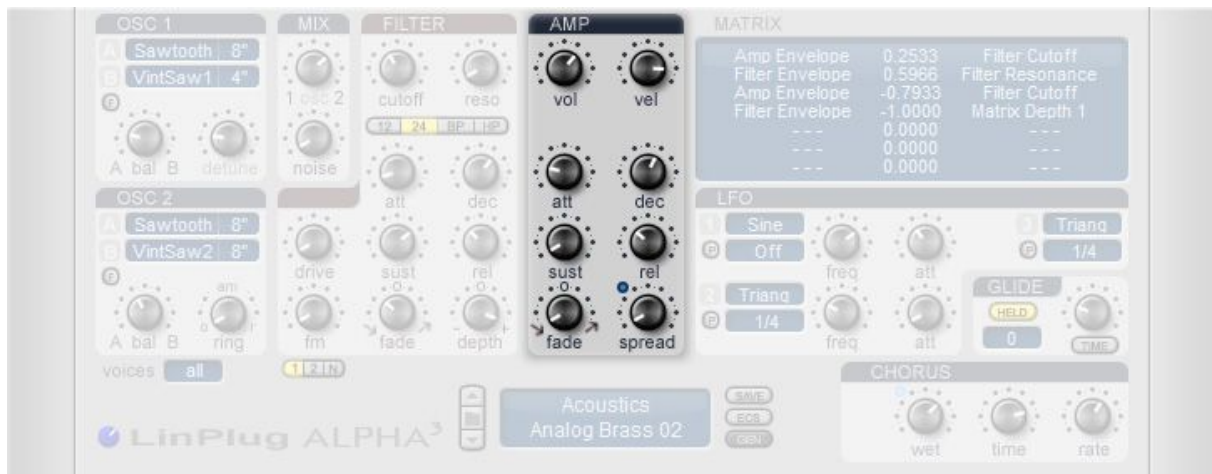 OSC 1
A Sawtooth 8"
B VintSaw1 4"
F
A bal B detune
MIX
1 osc 2
noise
FILTER
cutoff reso
12 24 BP HP
att dec
drive sust rel
fm fade depth
- +
1 2 N
AMP
vol vel
att dec
sust rel
fade spread
MATRIX
Amp Envelope 0.2533 Filter Cutoff
Filter Envelope 0.5966 Filter Resonance
Amp Envelope -0.7933 Filter Cutoff
Filter Envelope -1.0000 Matrix Depth 1
--- 0.0000 ---
--- 0.0000 ---
--- 0.0000 ---
OSC 2
A Sawtooth 8"
B VintSaw2 8"
F
am
o r
A bal B ring
voices all
LFO
1 Sine
P Off
freq att
3 Triang
P 1/4
2 Triang
P 1/4
freq att
GLIDE
HELD
0
TIME
CHORUS
wet time rate
LinPlug ALPHA³
Acoustics
Analog Brass 02
SAVE
ECS
GEN